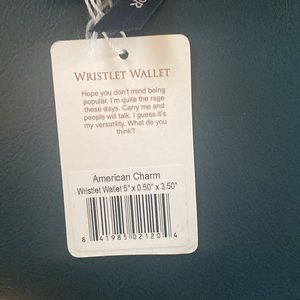 WRISTLET WALLET
Hope you don't mind being
popular. I'm quite the rage
these days. Carry me and
people will talk. I guess it's
my versatility. What do you
think?
American Charm
Wristlet Wallet 5" x 0.50" x 3.50"
8 41985 02120 4